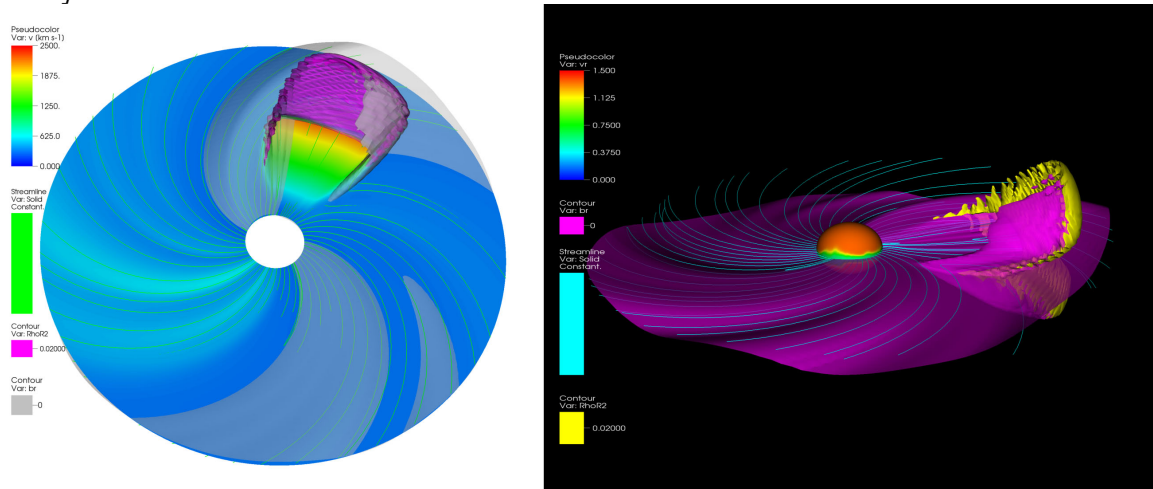 Pseudocolor
Var: v [km s-1]
2500.
1875.
1250.
625.0
0.000
Streamline
Var: Solid
Constant.
Contour
Var: RhoR2
0.02000
Contour
Var: br
0
Pseudocolor
Var: vr
1.500
1.125
0.7500
0.3750
0.000
Contour
Var: br
0
Streamline
Var: Solid
Constant.
Contour
Var: RhoR2
0.02000